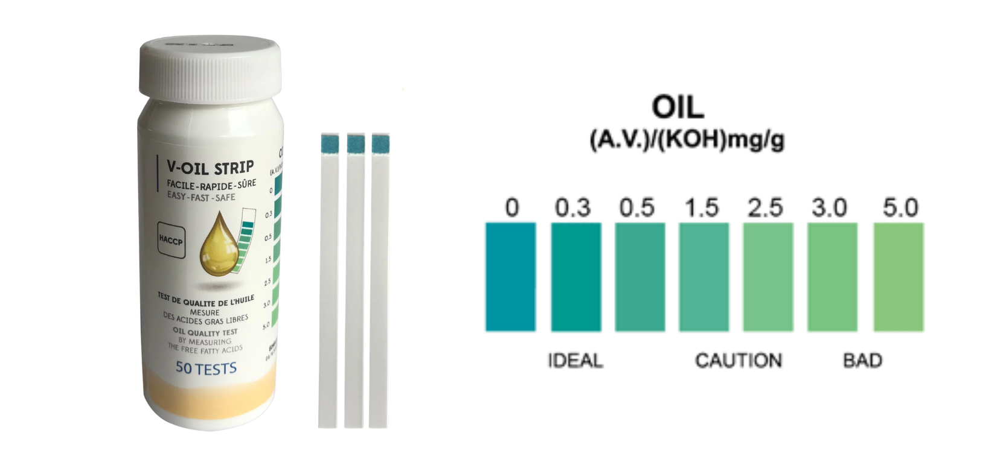 V-OIL STRIP
FACILE-RAPIDE-SÛRE
EASY-FAST-SAFE
HACCP
0
0.3
0.5
1.5
2.5
3.0
5.0
TEST DE QUALITE DE L'HUILE
MESURE
DES ACIDES GRAS LIBRES
OIL QUALITY TEST
BY MEASURING
THE FREE FATTY ACIDS
50 TESTS
OIL
(A.V.)/(KOH)mg/g
0 0.3 0.5 1.5 2.5 3.0 5.0
IDEAL CAUTION BAD